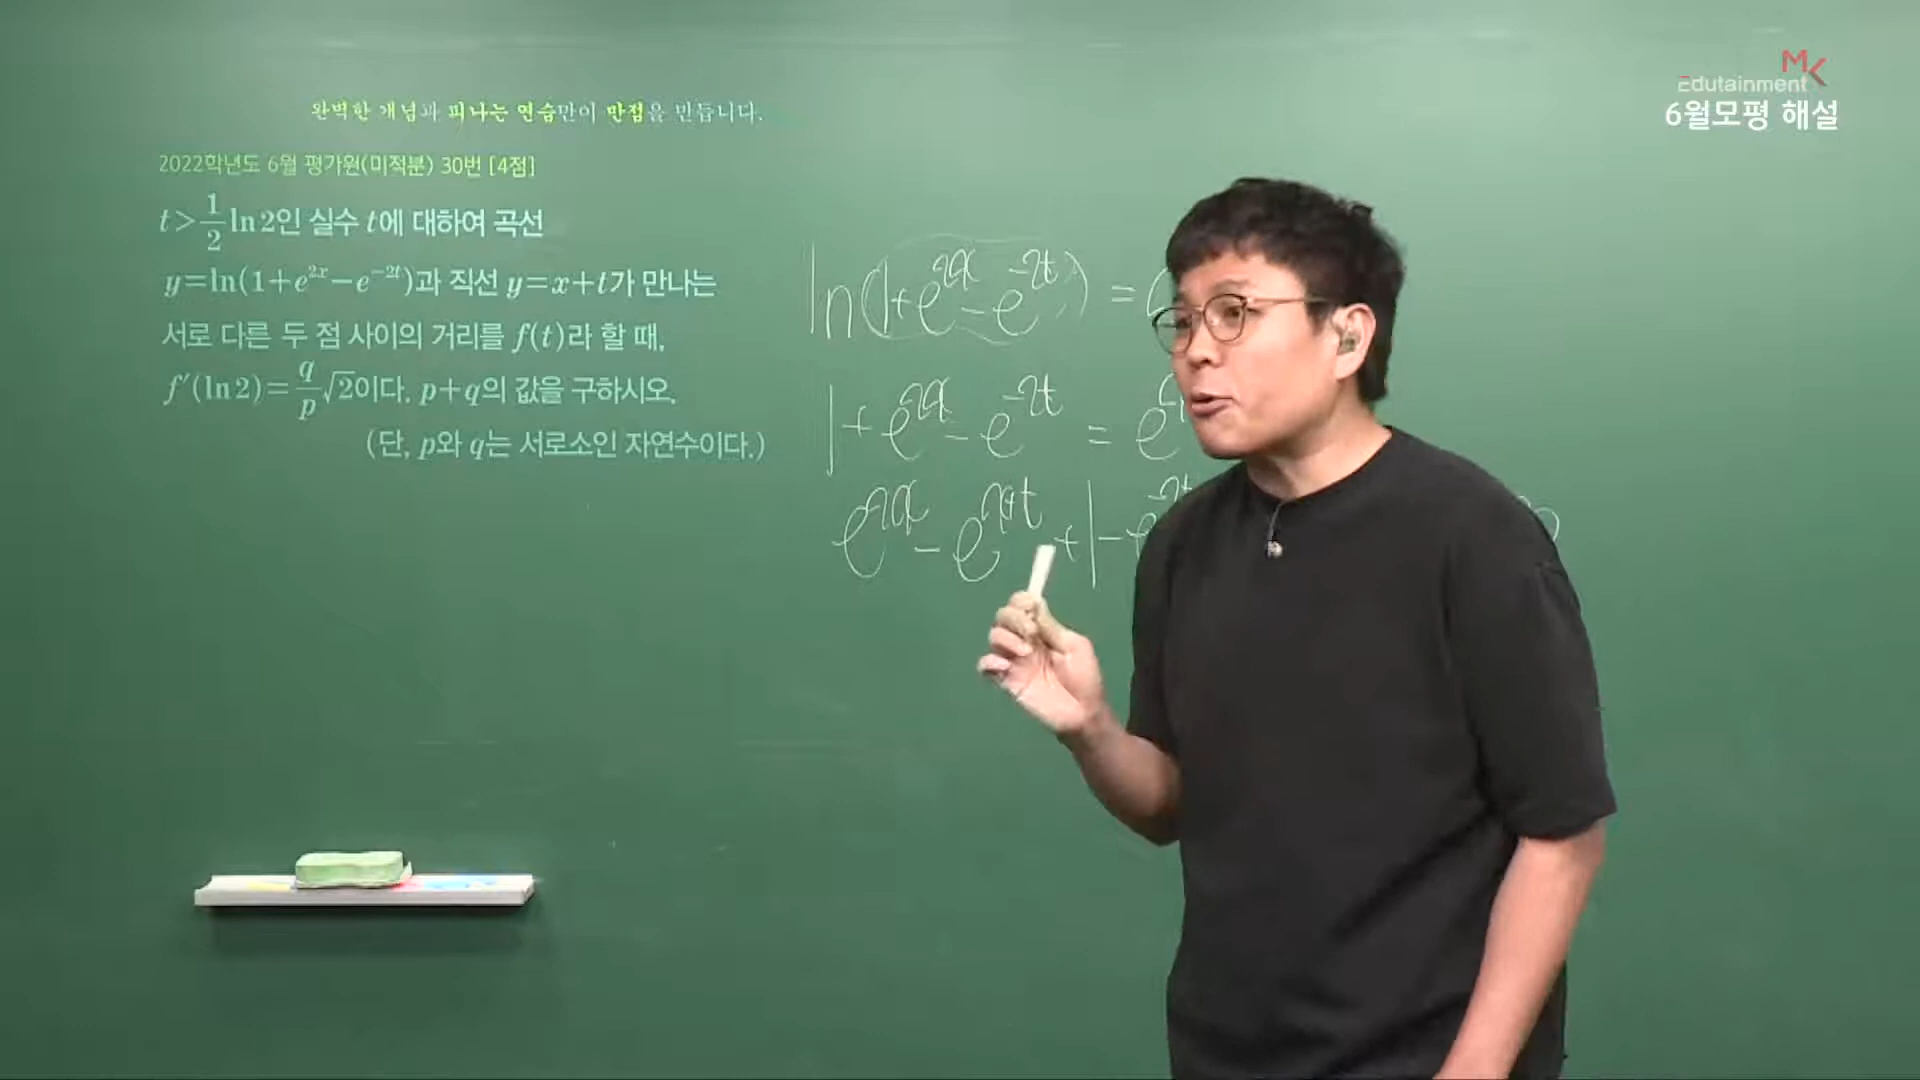 MK
Edutainment
6월모평 해설
완벽한 개념과 피나는 연습만이 만점을 만듭니다.
2022학년도 6월 평가원(미적분) 30번 [4점]
t>1/2 ln2인 실수 t에 대하여 곡선
y=ln(1+e^{2x}-e^{-2t})과 직선 y=x+t가 만나는
서로 다른 두 점 사이의 거리를 f(t)라 할 때,
f′(ln2)=q/p √2이다. p+q의 값을 구하시오.
(단, p와 q는 서로소인 자연수이다.)
ln(1+e^{2x}-e^{-2t}) =
1+e^{2x}-e^{-2t} = e
e^{2x}-e^{x+t}+1-e^{-2t}